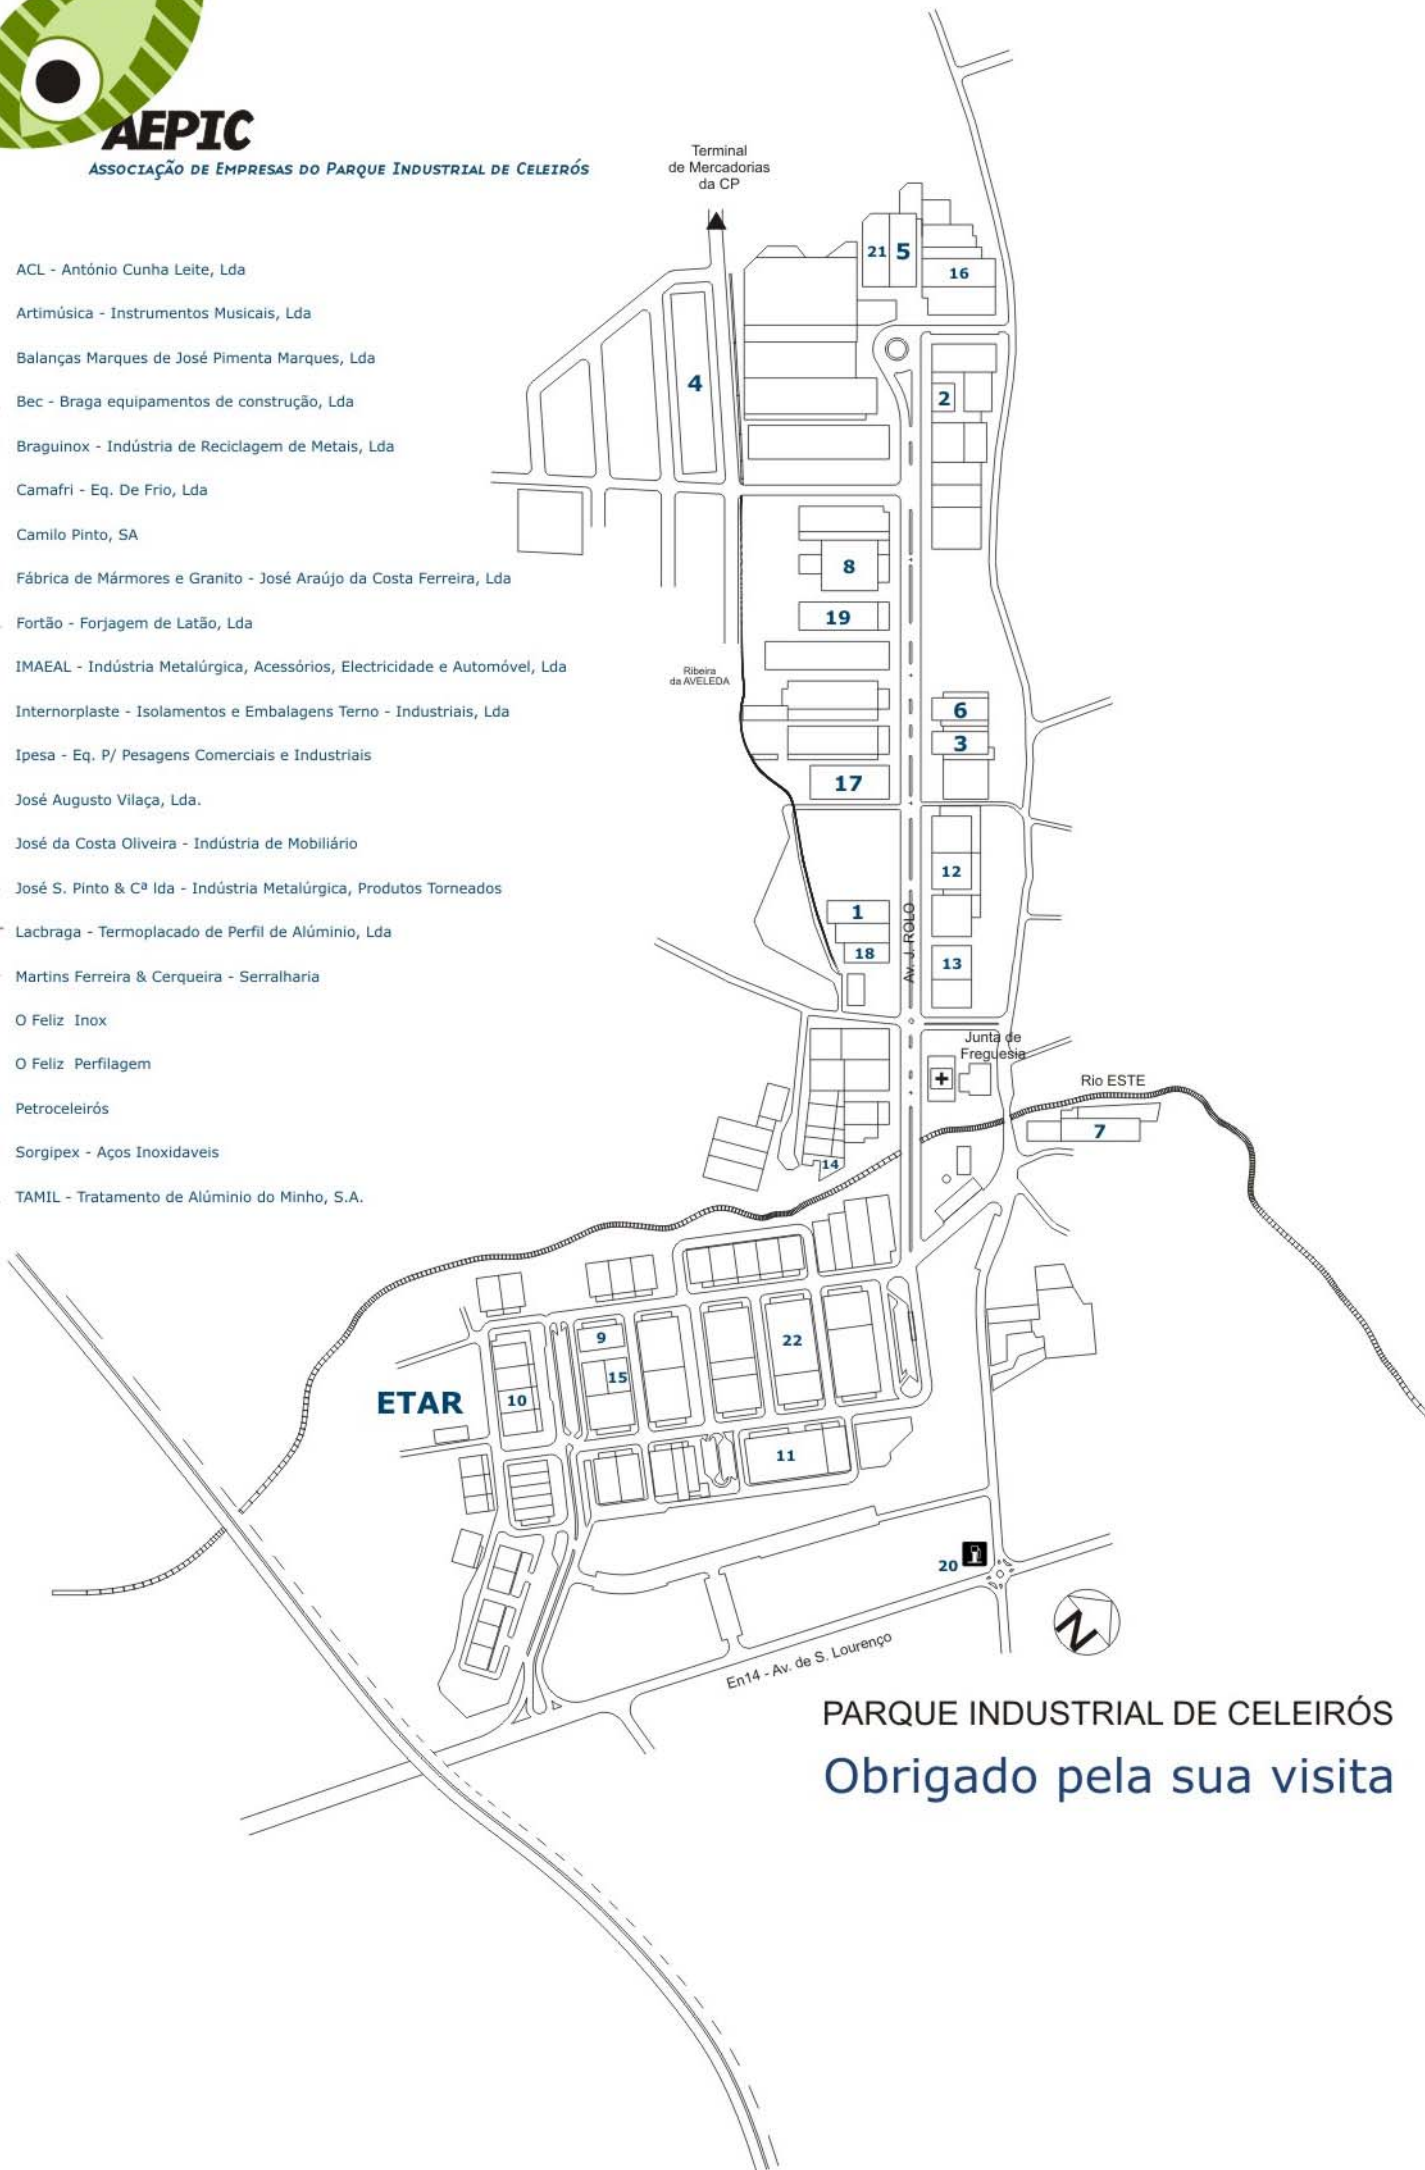 AEPIC
Associação de Empresas do Parque Industrial de Celeirós
ACL - António Cunha Leite, Lda
Artimúsica - Instrumentos Musicais, Lda
Balanças Marques de José Pimenta Marques, Lda
Bec - Braga equipamentos de construção, Lda
Braguinox - Indústria de Reciclagem de Metais, Lda
Camafri - Eq. De Frio, Lda
Camilo Pinto, SA
Fábrica de Mármores e Granito - José Araújo da Costa Ferreira, Lda
Fortão - Forjagem de Latão, Lda
IMAEAL - Indústria Metalúrgica, Acessórios, Electricidade e Automóvel, Lda
Internorplaste - Isolamentos e Embalagens Terno - Industriais, Lda
Ipesa - Eq. P/ Pesagens Comerciais e Industriais
José Augusto Vilaça, Lda.
José da Costa Oliveira - Indústria de Mobiliário
José S. Pinto & Cª lda - Indústria Metalúrgica, Produtos Torneados
Lacbraga - Termoplacado de Perfil de Alúminio, Lda
Martins Ferreira & Cerqueira - Serralharia
O Feliz Inox
O Feliz Perfilagem
Petroceleirós
Sorgipex - Aços Inoxidaveis
TAMIL - Tratamento de Alúminio do Minho, S.A.
Terminal
de Mercadorias
da CP
21
5
16
4
2
8
19
Ribeira
da AVELEDA
6
3
17
12
1
18
13
Av. J. ROLO
Junta de
Freguesia
Rio ESTE
7
14
9
22
15
10
ETAR
11
20
N
En14 - Av. de S. Lourenço
PARQUE INDUSTRIAL DE CELEIRÓS
Obrigado pela sua visita